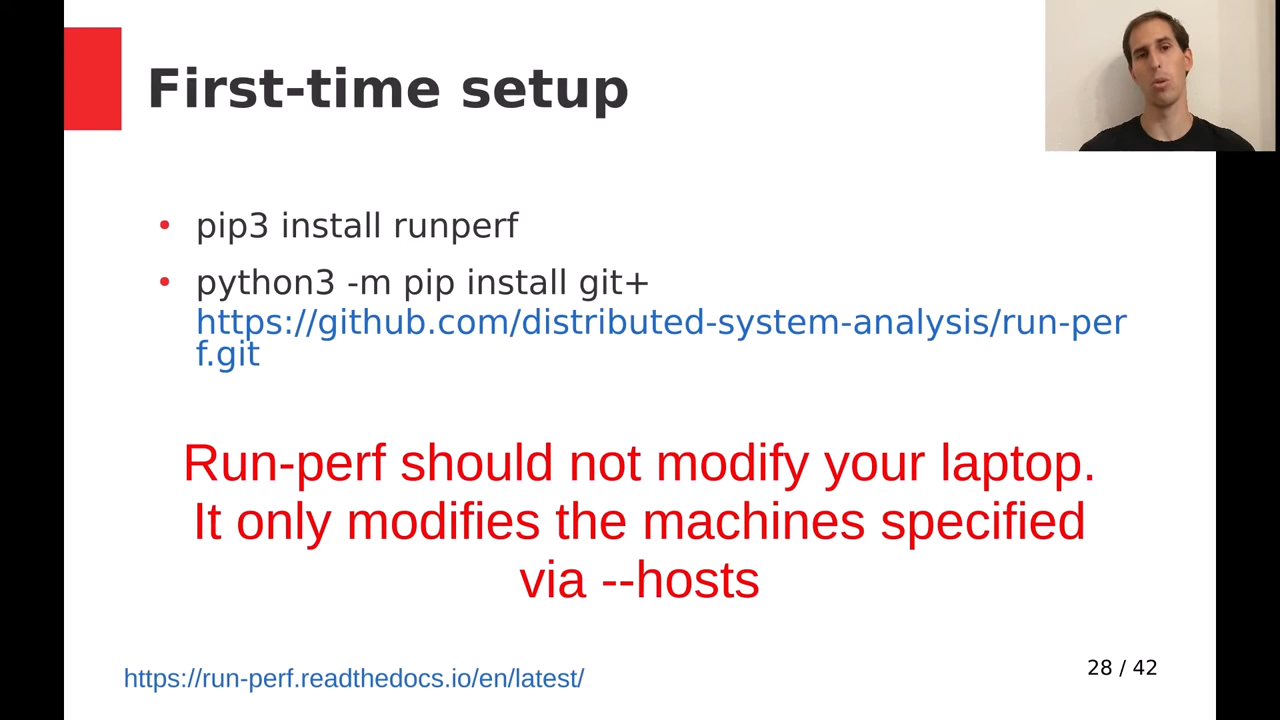 First-time setup
pip3 install runperf
python3 -m pip install git+
https://github.com/distributed-system-analysis/run-per
f.git
Run-perf should not modify your laptop.
It only modifies the machines specified
via --hosts
https://run-perf.readthedocs.io/en/latest/
28 / 42